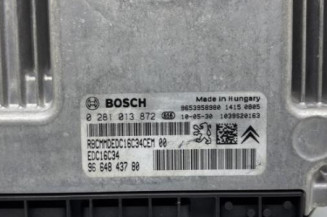 BOSCH
Made in Hungary
9653958980 1415 0805
0 281 013 872
10-05-30 1039S20163
RBCMMDEDC16C34CEM 00
EDC16C34
96 648 437 80